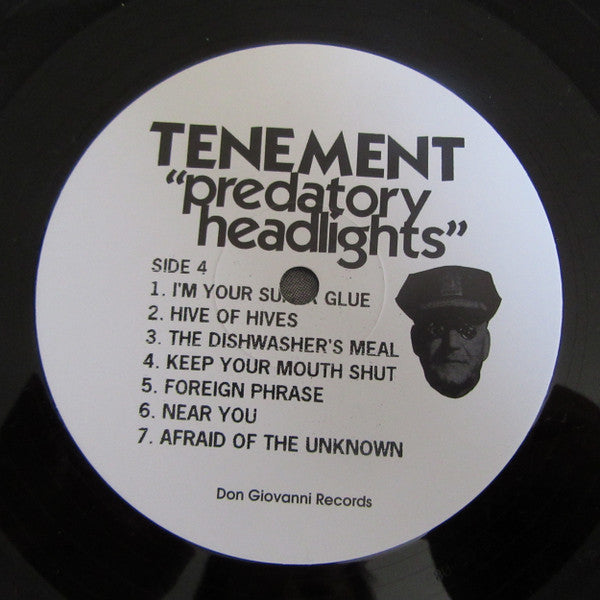 TENEMENT
“predatory
headlights”
SIDE 4
1. I'M YOUR GLUE
2. HIVE OF HIVES
3. THE DISHWASHER'S MEAL
4. KEEP YOUR MOUTH SHUT
5. FOREIGN PHRASE
6. NEAR YOU
7. AFRAID OF THE UNKNOWN
Don Giovanni Records